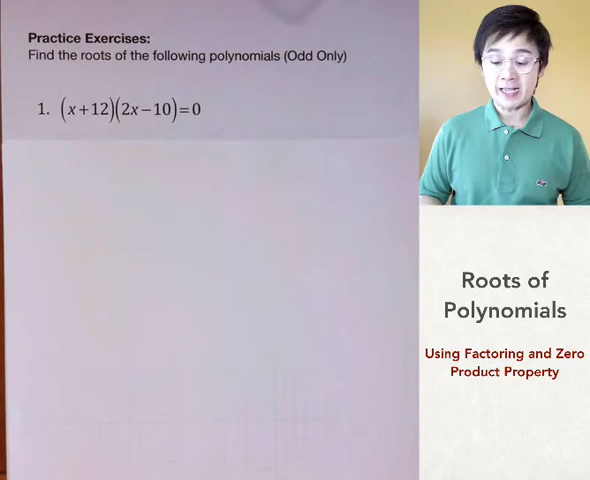 Practice Exercises:
Find the roots of the following polynomials (Odd Only)
1. (x+12)(2x−10)=0
Roots of
Polynomials
Using Factoring and Zero
Product Property